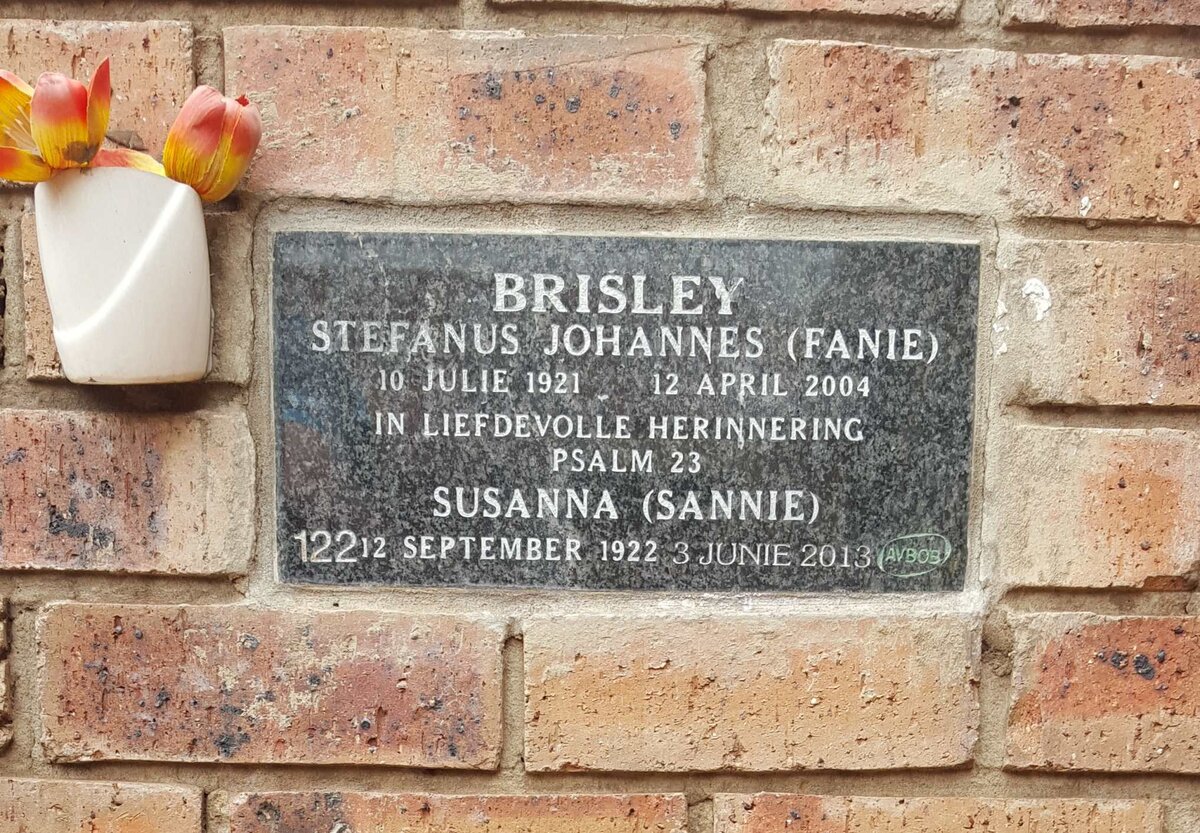 BRISLEY
STEFANUS JOHANNES (FANIE)
10 JULIE 1921 12 APRIL 2004
IN LIEFDEVOLLE HERINNERING
PSALM 23
SUSANNA (SANNIE)
122 12 SEPTEMBER 1922 3 JUNIE 2013 AVBOB